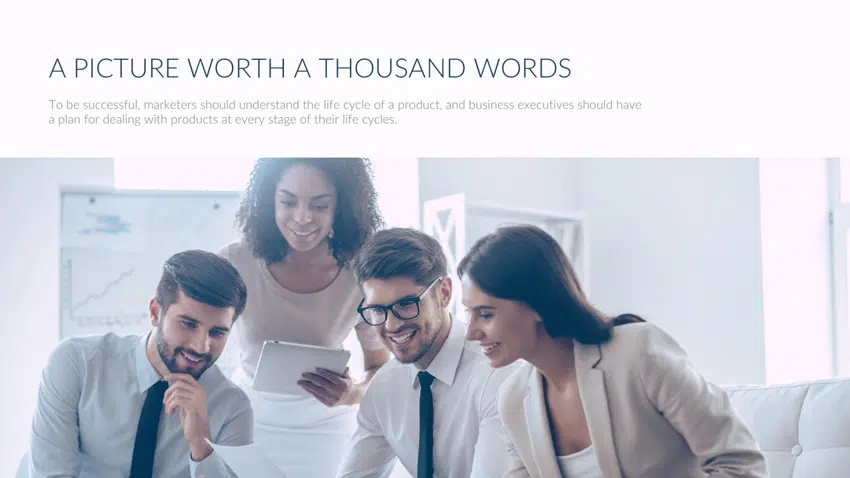 A PICTURE WORTH A THOUSAND WORDS
To be successful, marketers should understand the life cycle of a product, and business executives should have
a plan for dealing with products at every stage of their life cycles.